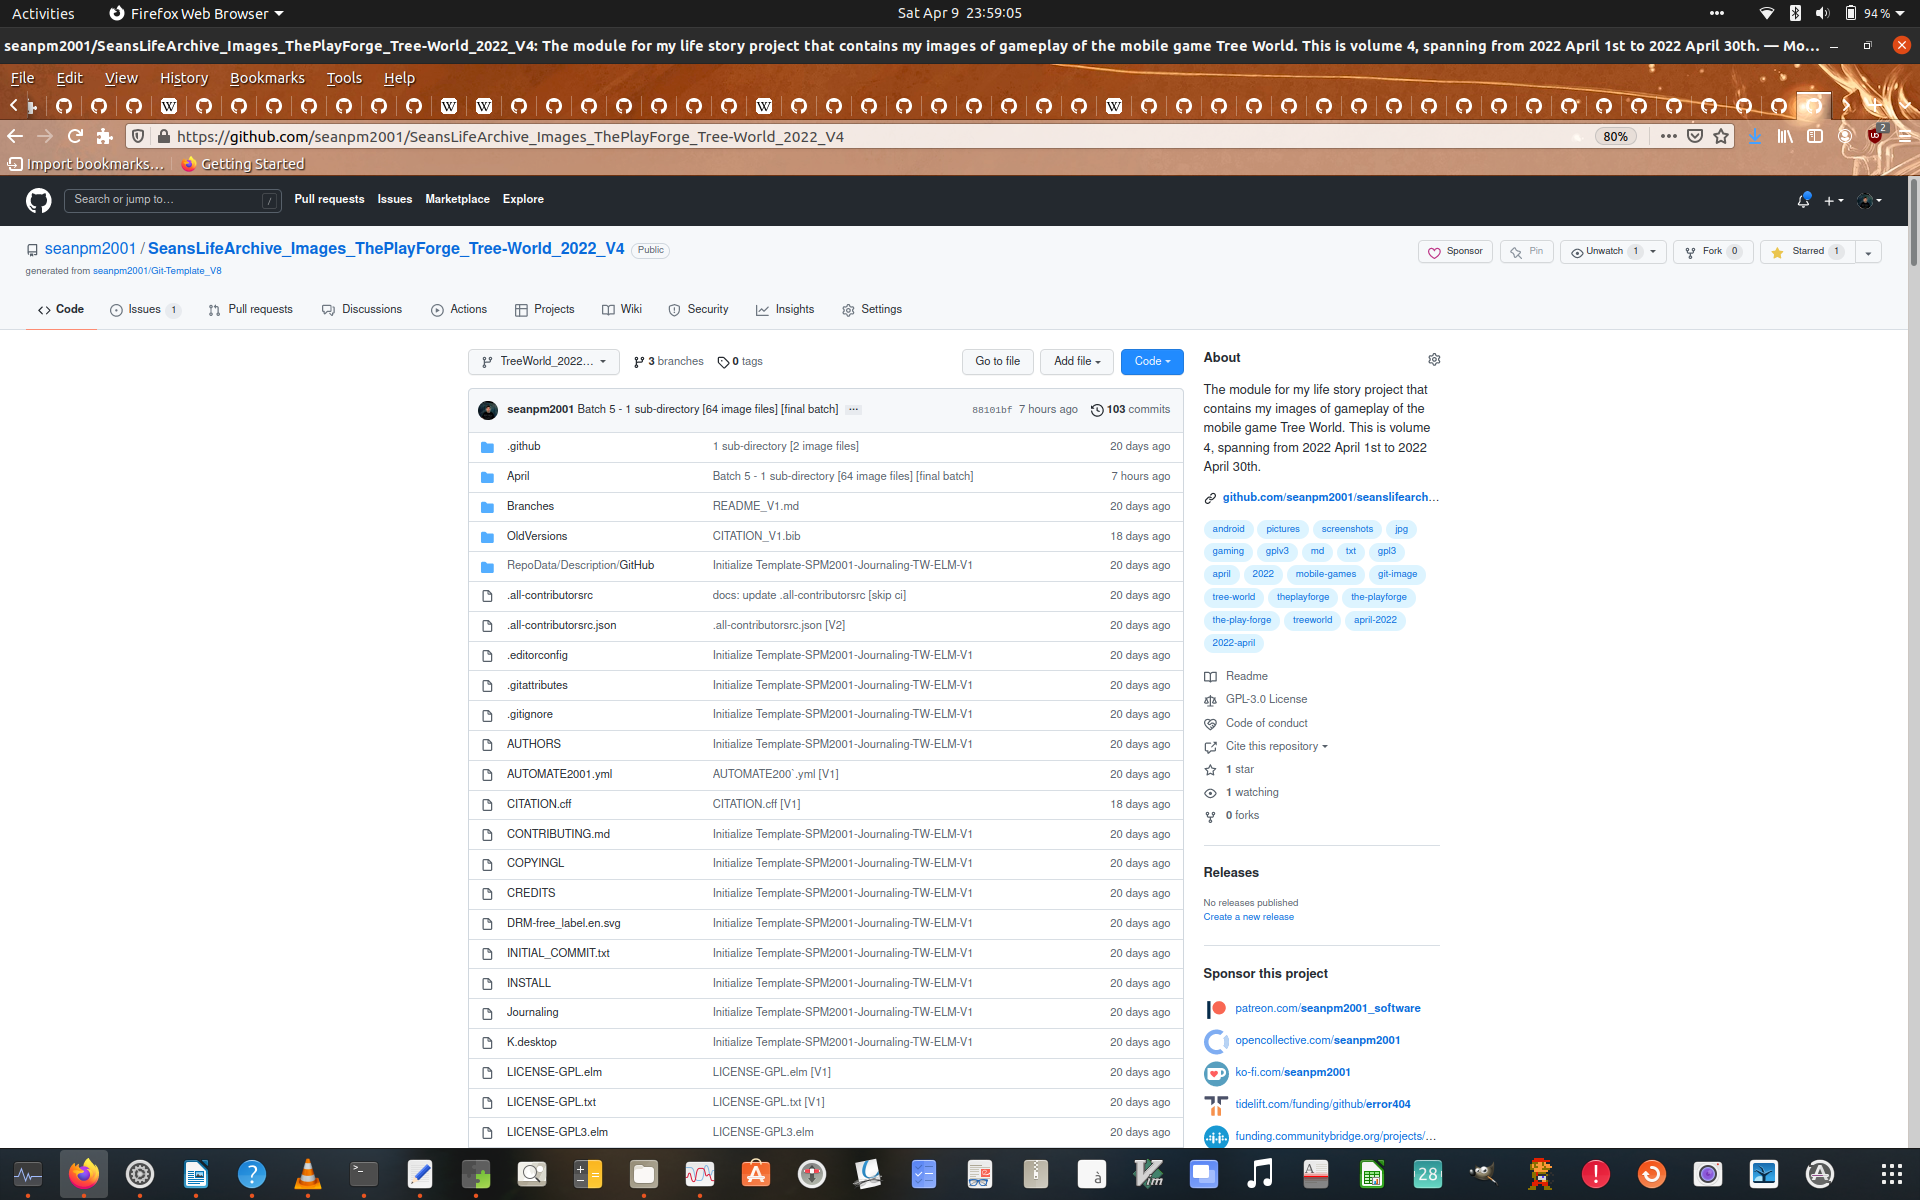 Activities
Firefox Web Browser
Sat Apr 9 23:59:05
94 %
seanpm2001/SeansLifeArchive_Images_ThePlayForge_Tree-World_2022_V4: The module for my life story project that contains my images of gameplay of the mobile game Tree World. This is volume 4, spanning from 2022 April 1st to 2022 April 30th. — Mo…
File Edit View History Bookmarks Tools Help
https://github.com/seanpm2001/SeansLifeArchive_Images_ThePlayForge_Tree-World_2022_V4
80%
2
Import bookmarks…
Getting Started
Search or jump to…
/
Pull requests Issues Marketplace Explore
seanpm2001 / SeansLifeArchive_Images_ThePlayForge_Tree-World_2022_V4 Public
Sponsor
Pin
Unwatch 1
Fork 0
Starred 1
generated from seanpm2001/Git-Template_V8
Code
Issues 1
Pull requests
Discussions
Actions
Projects
Wiki
Security
Insights
Settings
TreeWorld_2022…
3 branches
0 tags
Go to file
Add file
Code
seanpm2001 Batch 5 - 1 sub-directory [64 image files] [final batch] … 88101bf 7 hours ago 103 commits
.github 1 sub-directory [2 image files] 20 days ago
April Batch 5 - 1 sub-directory [64 image files] [final batch] 7 hours ago
Branches README_V1.md 20 days ago
OldVersions CITATION_V1.bib 18 days ago
RepoData/Description/GitHub Initialize Template-SPM2001-Journaling-TW-ELM-V1 20 days ago
.all-contributorsrc docs: update .all-contributorsrc [skip ci] 20 days ago
.all-contributorsrc.json .all-contributorsrc.json [V2] 20 days ago
.editorconfig Initialize Template-SPM2001-Journaling-TW-ELM-V1 20 days ago
.gitattributes Initialize Template-SPM2001-Journaling-TW-ELM-V1 20 days ago
.gitignore Initialize Template-SPM2001-Journaling-TW-ELM-V1 20 days ago
AUTHORS Initialize Template-SPM2001-Journaling-TW-ELM-V1 20 days ago
AUTOMATE2001.yml AUTOMATE200`.yml [V1] 20 days ago
CITATION.cff CITATION.cff [V1] 18 days ago
CONTRIBUTING.md Initialize Template-SPM2001-Journaling-TW-ELM-V1 20 days ago
COPYINGL Initialize Template-SPM2001-Journaling-TW-ELM-V1 20 days ago
CREDITS Initialize Template-SPM2001-Journaling-TW-ELM-V1 20 days ago
DRM-free_label.en.svg Initialize Template-SPM2001-Journaling-TW-ELM-V1 20 days ago
INITIAL_COMMIT.txt Initialize Template-SPM2001-Journaling-TW-ELM-V1 20 days ago
INSTALL Initialize Template-SPM2001-Journaling-TW-ELM-V1 20 days ago
Journaling Initialize Template-SPM2001-Journaling-TW-ELM-V1 20 days ago
K.desktop Initialize Template-SPM2001-Journaling-TW-ELM-V1 20 days ago
LICENSE-GPL.elm LICENSE-GPL.elm [V1] 20 days ago
LICENSE-GPL.txt LICENSE-GPL.txt [V1] 20 days ago
LICENSE-GPL3.elm LICENSE-GPL3.elm 20 days ago
About
The module for my life story project that
contains my images of gameplay of the
mobile game Tree World. This is volume
4, spanning from 2022 April 1st to 2022
April 30th.
github.com/seanpm2001/seanslifearch…
android pictures screenshots jpg
gaming gplv3 md txt gpl3
april 2022 mobile-games git-image
tree-world theplayforge the-playforge
the-play-forge treeworld april-2022
2022-april
Readme
GPL-3.0 License
Code of conduct
Cite this repository
1 star
1 watching
0 forks
Releases
No releases published
Create a new release
Sponsor this project
patreon.com/seanpm2001_software
opencollective.com/seanpm2001
ko-fi.com/seanpm2001
tidelift.com/funding/github/error404
funding.communitybridge.org/projects/…
28